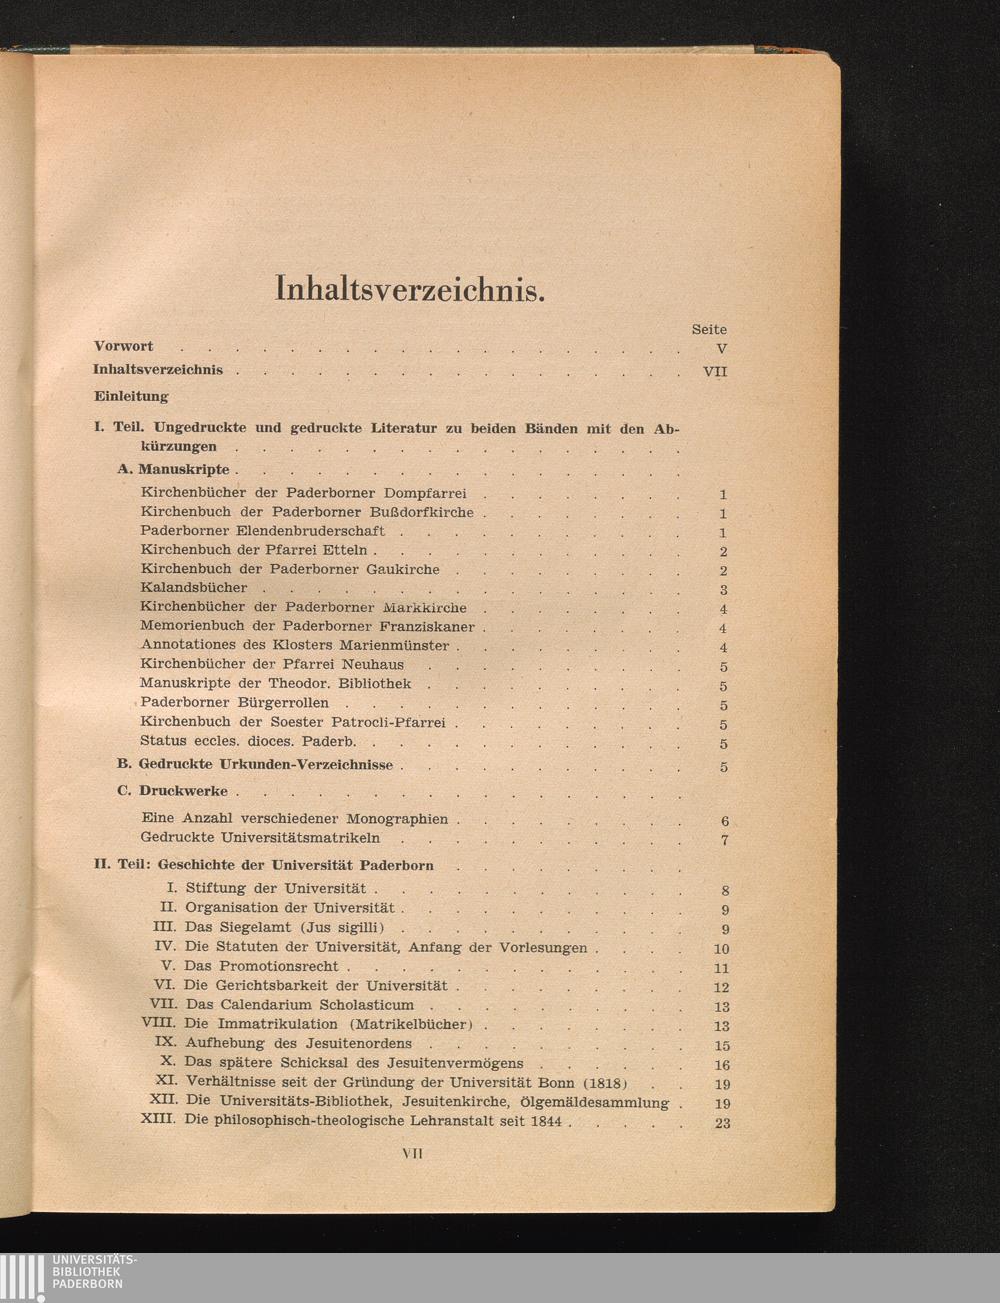 Inhaltsverzeichnis.
Seite
Vorwort . . . . . . . . . . . . . . . . . . . V
Inhaltsverzeichnis . . . . . . . . . . . . . . . . . VII
Einleitung
I. Teil. Ungedruckte und gedruckte Literatur zu beiden Bänden mit den Ab-
kürzungen . . . . . . . . . . . . . . . . .
A. Manuskripte . . . . . . . . . . . . . . . . .
Kirchenbücher der Paderborner Dompfarrei . . . . . . . . 1
Kirchenbuch der Paderborner Bußdorfkirche . . . . . . . . 1
Paderborner Elendenbruderschaft . . . . . . . . . . . 1
Kirchenbuch der Pfarrei Etteln . . . . . . . . . . . . 2
Kirchenbuch der Paderborner Gaukirche . . . . . . . . . 2
Kalandsbücher . . . . . . . . . . . . . . . . 3
Kirchenbücher der Paderborner Markkirche . . . . . . . . 4
Memorienbuch der Paderborner Franziskaner . . . . . . . . 4
Annotationes des Klosters Marienmünster . . . . . . . . . 4
Kirchenbücher der Pfarrei Neuhaus . . . . . . . . . . 5
Manuskripte der Theodor. Bibliothek . . . . . . . . . . 5
Paderborner Bürgerrollen . . . . . . . . . . . . . 5
Kirchenbuch der Soester Patrocli-Pfarrei . . . . . . . . . 5
Status eccles. dioces. Paderb. . . . . . . . . . . . . 5
B. Gedruckte Urkunden-Verzeichnisse . . . . . . . . . . . 5
C. Druckwerke . . . . . . . . . . . . . . . . .
Eine Anzahl verschiedener Monographien . . . . . . . . . 6
Gedruckte Universitätsmatrikeln . . . . . . . . . . . 7
II. Teil: Geschichte der Universität Paderborn . . . . . . . . .
I. Stiftung der Universität . . . . . . . . . . . . 8
II. Organisation der Universität . . . . . . . . . . . 9
III. Das Siegelamt (Jus sigilli) . . . . . . . . . . . 9
IV. Die Statuten der Universität, Anfang der Vorlesungen . . . . 10
V. Das Promotionsrecht . . . . . . . . . . . . . 11
VI. Die Gerichtsbarkeit der Universität . . . . . . . . . 12
VII. Das Calendarium Scholasticum . . . . . . . . . . 13
VIII. Die Immatrikulation (Matrikelbücher) . . . . . . . . 13
IX. Aufhebung des Jesuitenordens . . . . . . . . . . 15
X. Das spätere Schicksal des Jesuitenvermögens . . . . . . 16
XI. Verhältnisse seit der Gründung der Universität Bonn (1818) . . 19
XII. Die Universitäts-Bibliothek, Jesuitenkirche, Ölgemäldesammlung . 19
XIII. Die philosophisch-theologische Lehranstalt seit 1844 . . . . . 23
VII
UNIVERSITÄTS-
BIBLIOTHEK
PADERBORN